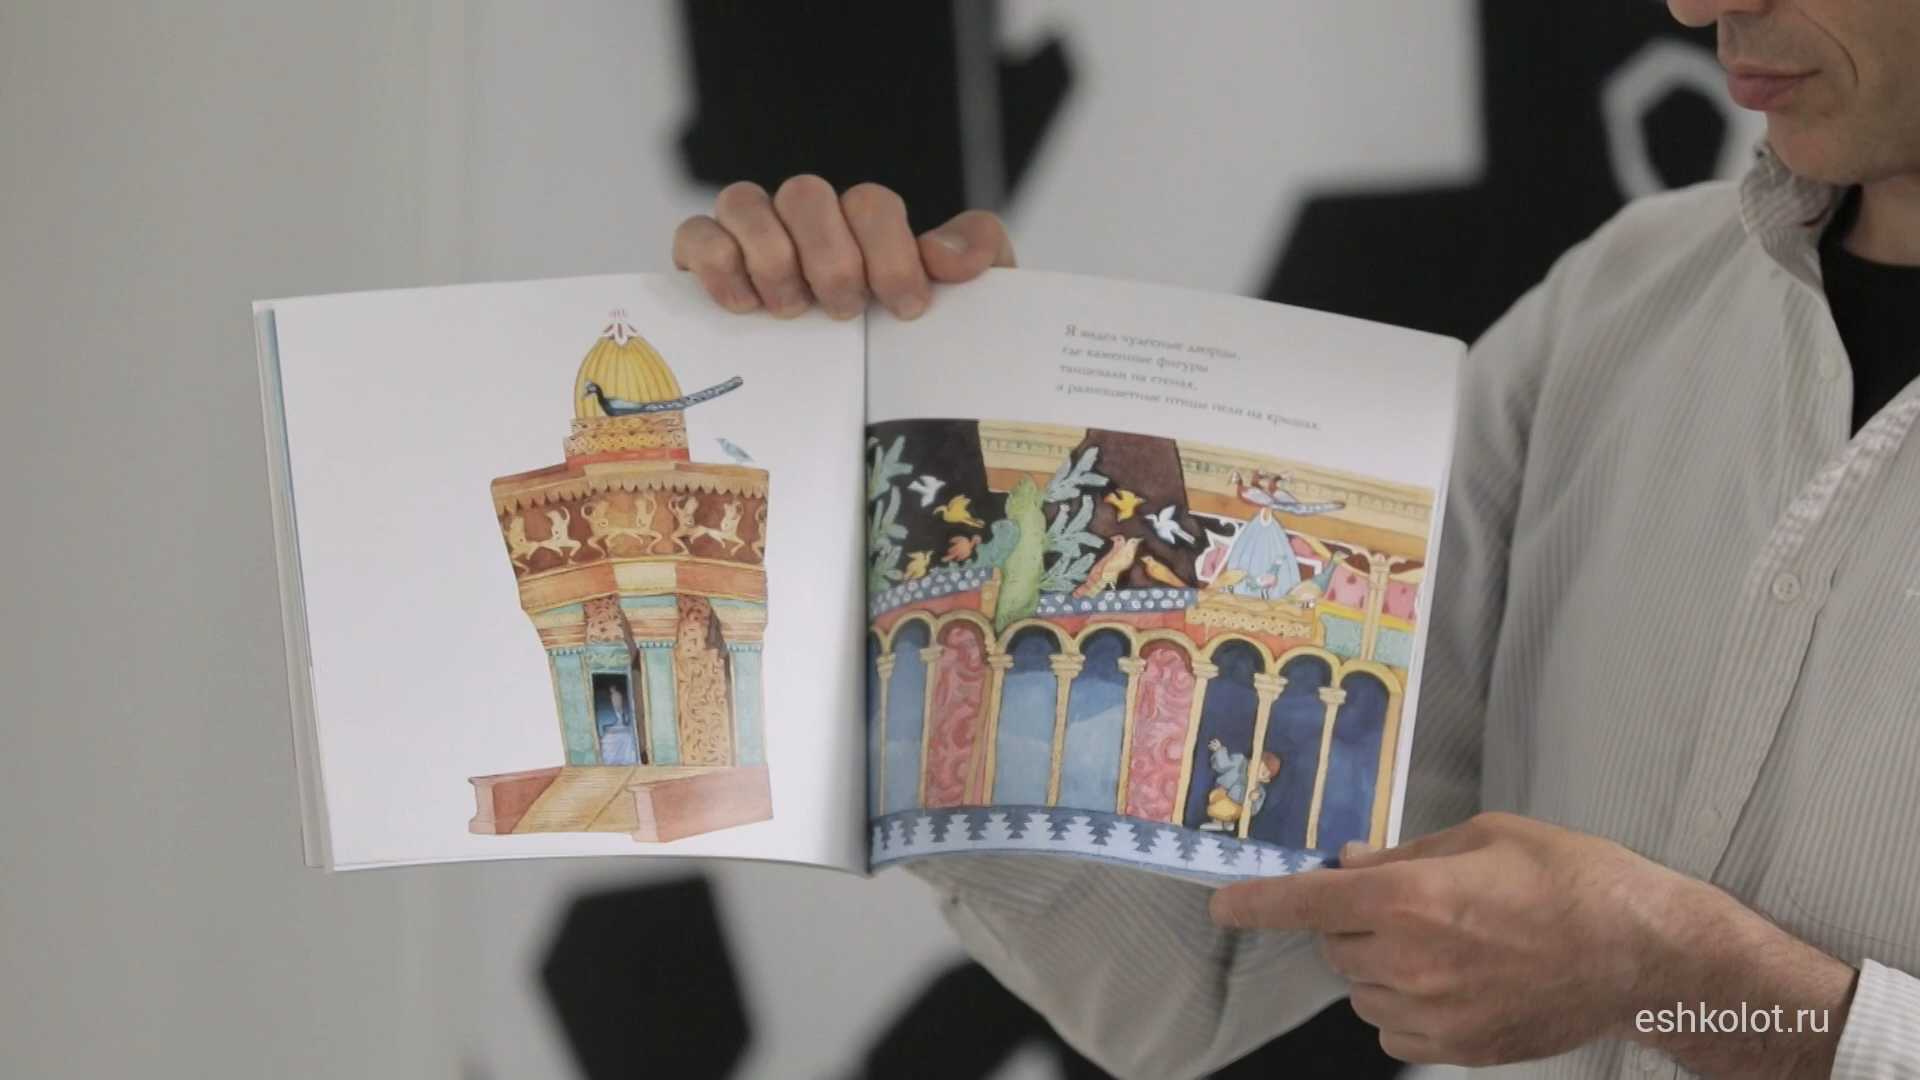 Я видел чудесные дворцы,
где каменные фигуры
танцевали на стенах,
а разноцветные птицы пели на крышах.
eshkolot.ru